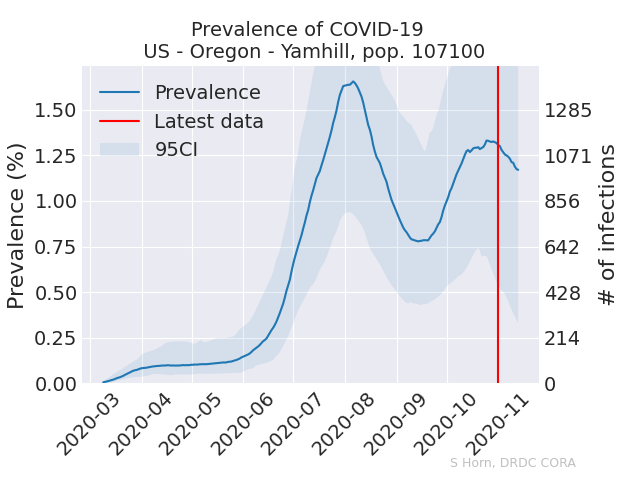 Prevalence of COVID-19
US - Oregon - Yamhill, pop. 107100
Prevalence
Latest data
95CI
Prevalence (%)
1.50
1.25
1.00
0.75
0.50
0.25
0.00
1285
1071
856
642
428
214
0
# of infections
2020-03
2020-04
2020-05
2020-06
2020-07
2020-08
2020-09
2020-10
2020-11
S Horn, DRDC CORA